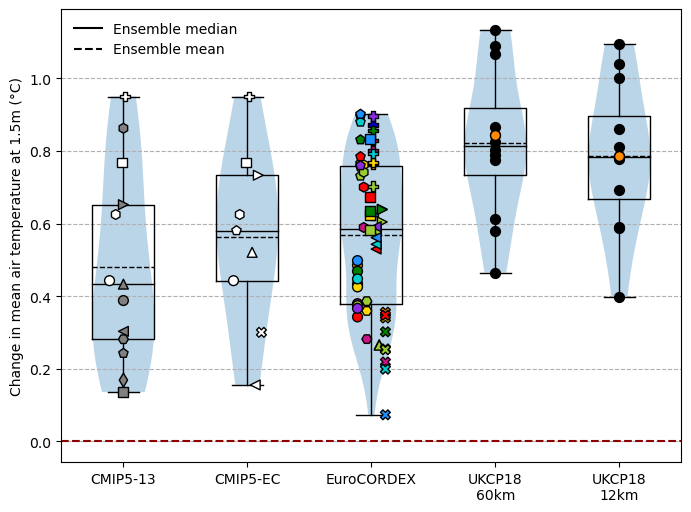 Ensemble median
Ensemble mean
Change in mean air temperature at 1.5m (°C)
1.0
0.8
0.6
0.4
0.2
0.0
CMIP5-13
CMIP5-EC
EuroCORDEX
UKCP18
60km
UKCP18
12km